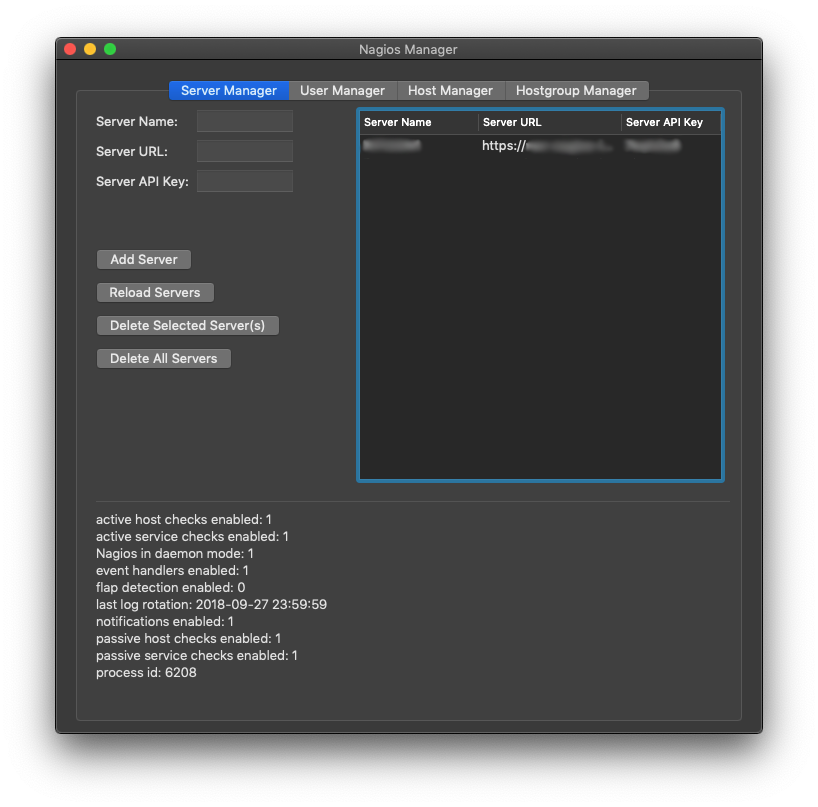 Nagios Manager
Server Manager User Manager Host Manager Hostgroup Manager
Server Name:
Server URL:
Server API Key:
Add Server
Reload Servers
Delete Selected Server(s)
Delete All Servers
Server Name Server URL Server API Key
https://
active host checks enabled: 1
active service checks enabled: 1
Nagios in daemon mode: 1
event handlers enabled: 1
flap detection enabled: 0
last log rotation: 2018-09-27 23:59:59
notifications enabled: 1
passive host checks enabled: 1
passive service checks enabled: 1
process id: 6208